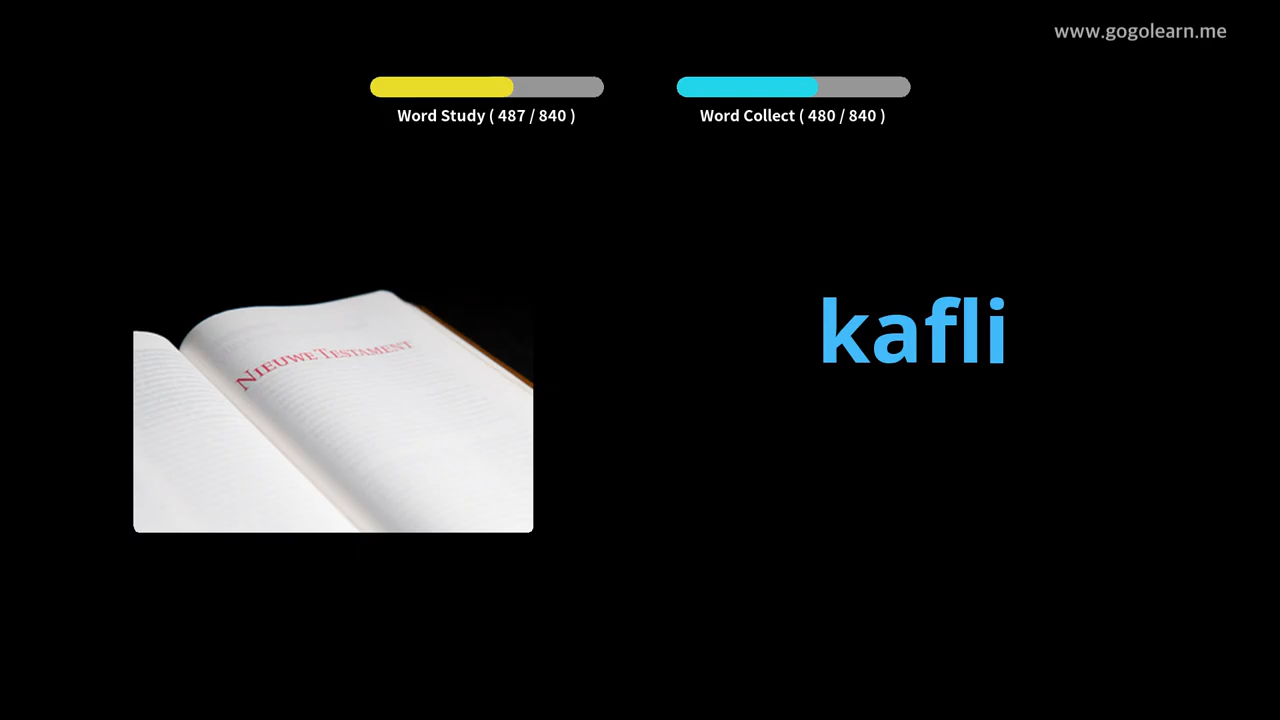 www.gogolearn.me
Word Study ( 487 / 840 )
Word Collect ( 480 / 840 )
NIEUWE TESTAMENT
kafli